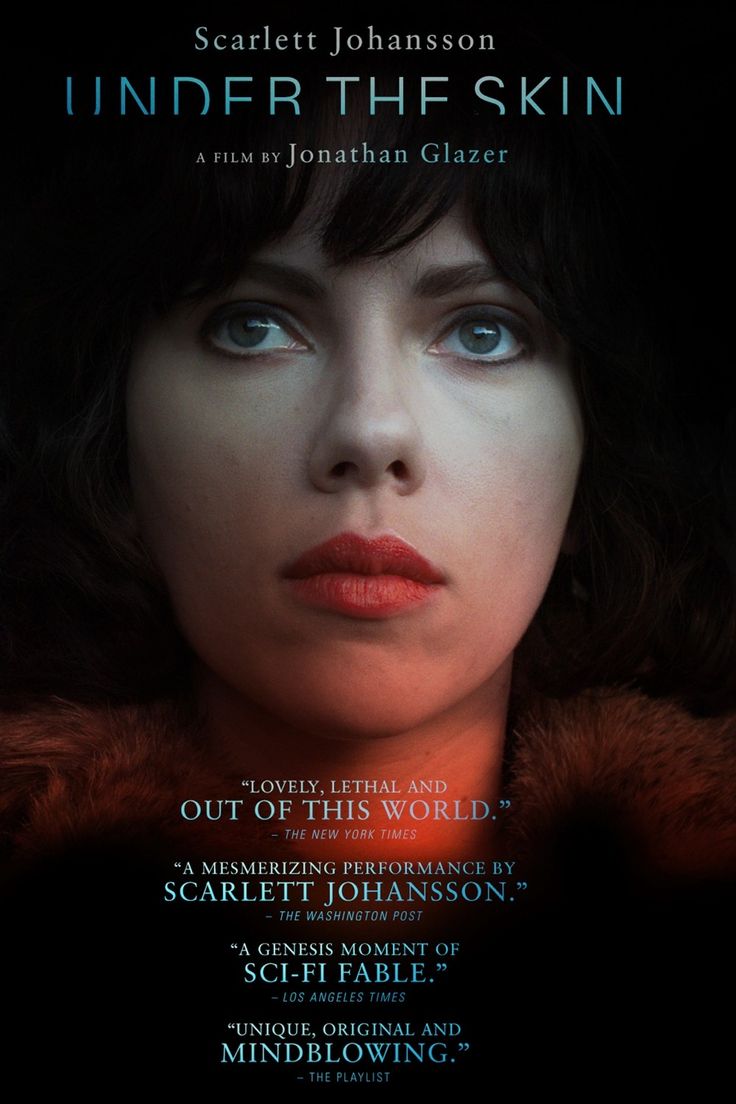 Scarlett Johansson
UNDER THE SKIN
A FILM BY Jonathan Glazer
“LOVELY, LETHAL AND
OUT OF THIS WORLD.”
– THE NEW YORK TIMES
“A MESMERIZING PERFORMANCE BY
SCARLETT JOHANSSON.”
– THE WASHINGTON POST
“A GENESIS MOMENT OF
SCI-FI FABLE.”
– LOS ANGELES TIMES
“UNIQUE, ORIGINAL AND
MINDBLOWING.”
– THE PLAYLIST